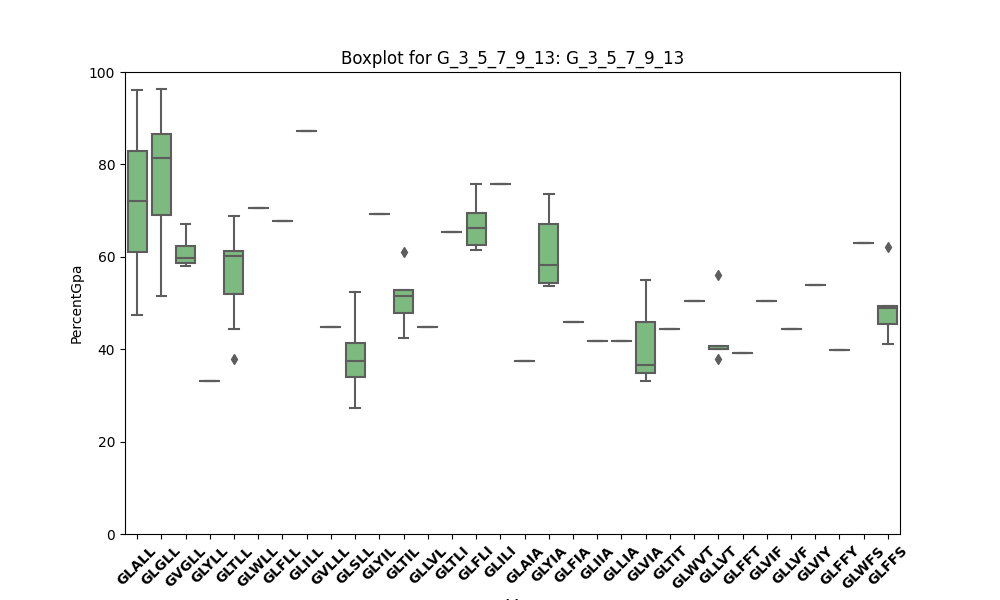 Boxplot for G_3_5_7_9_13: G_3_5_7_9_13
100
80
60
40
20
0
PercentGpa
GLALL
GLGLL
GVGLL
GLYLL
GLTLL
GLWLL
GLFLL
GLILL
GVLLL
GLSLL
GLYIL
GLTIL
GLLVL
GLTLI
GLFLI
GLILI
GLAIA
GLYIA
GLFIA
GLIIA
GLLIA
GLVIA
GLTIT
GLWVT
GLLVT
GLFFT
GLVIF
GLLVF
GLVIY
GLFFY
GLWFS
GLFFS